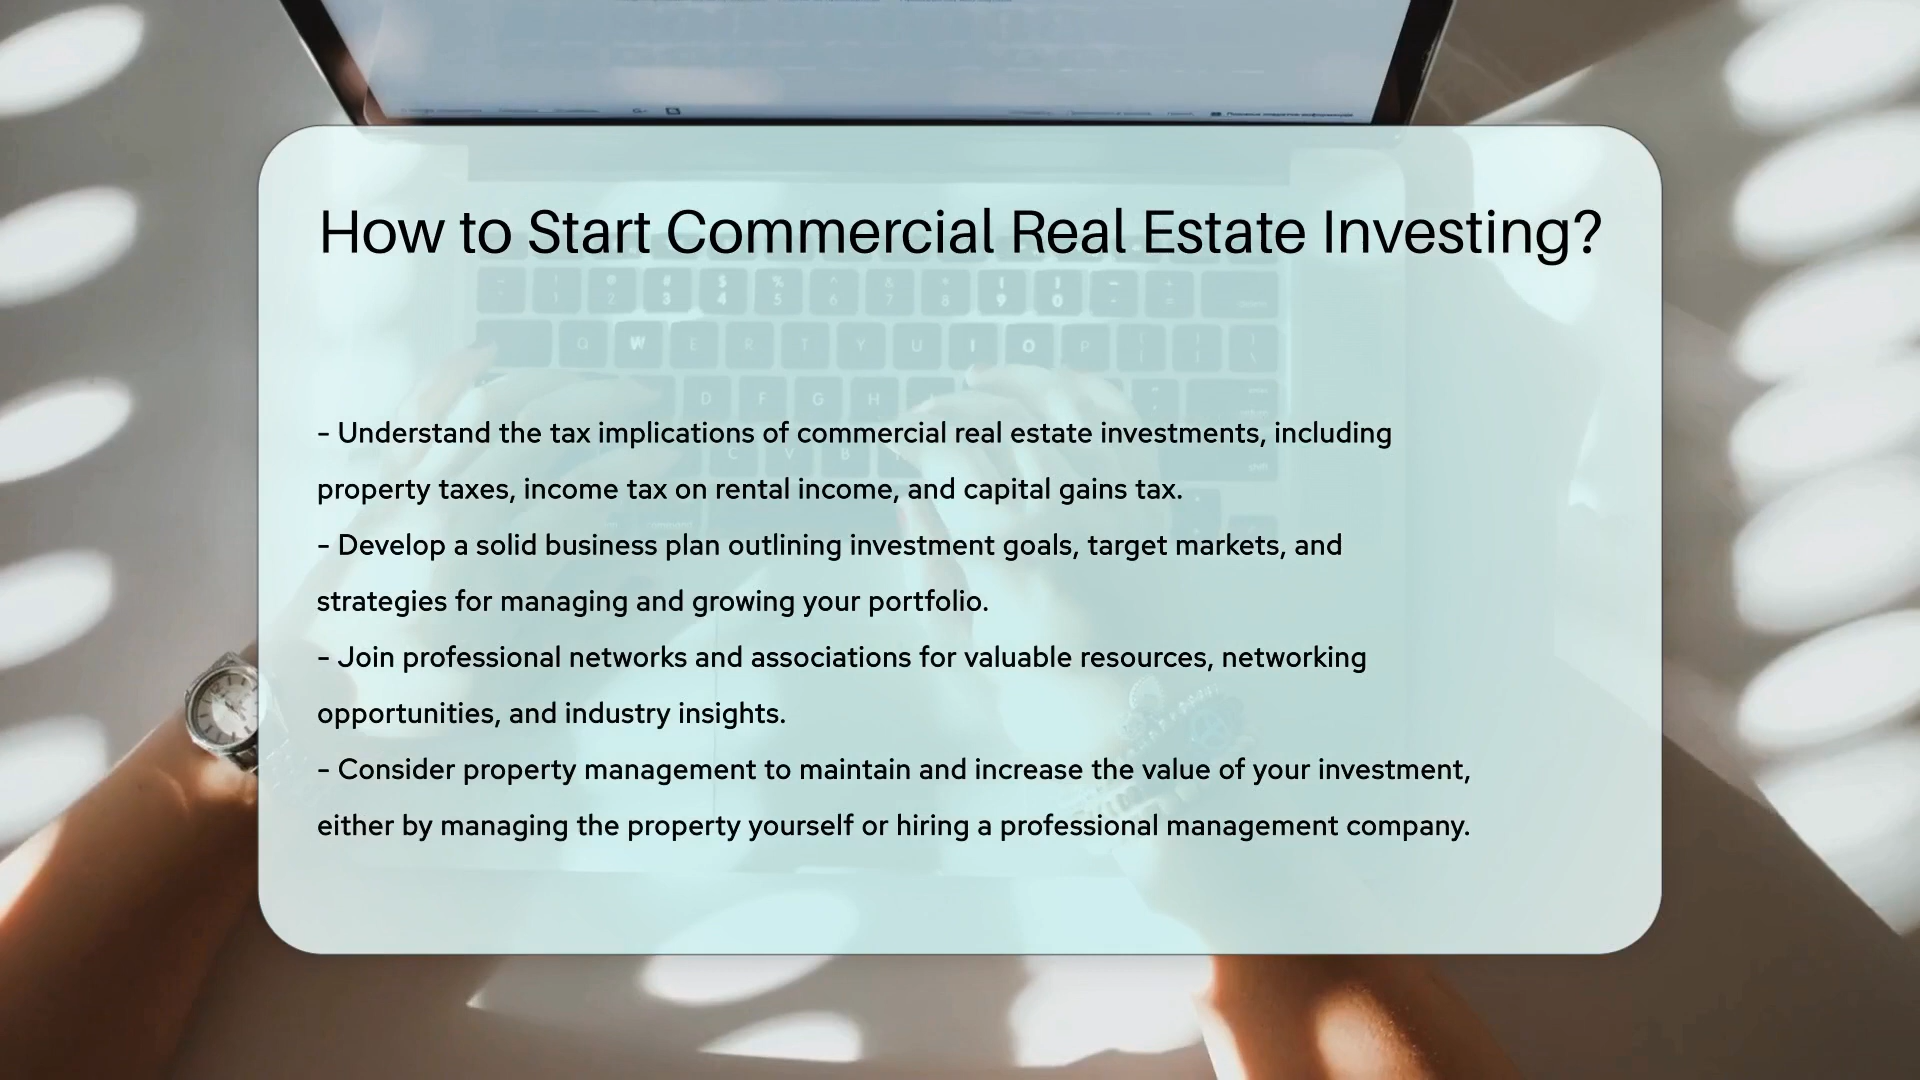 How to Start Commercial Real Estate Investing?
– Understand the tax implications of commercial real estate investments, including
property taxes, income tax on rental income, and capital gains tax.
– Develop a solid business plan outlining investment goals, target markets, and
strategies for managing and growing your portfolio.
– Join professional networks and associations for valuable resources, networking
opportunities, and industry insights.
– Consider property management to maintain and increase the value of your investment,
either by managing the property yourself or hiring a professional management company.